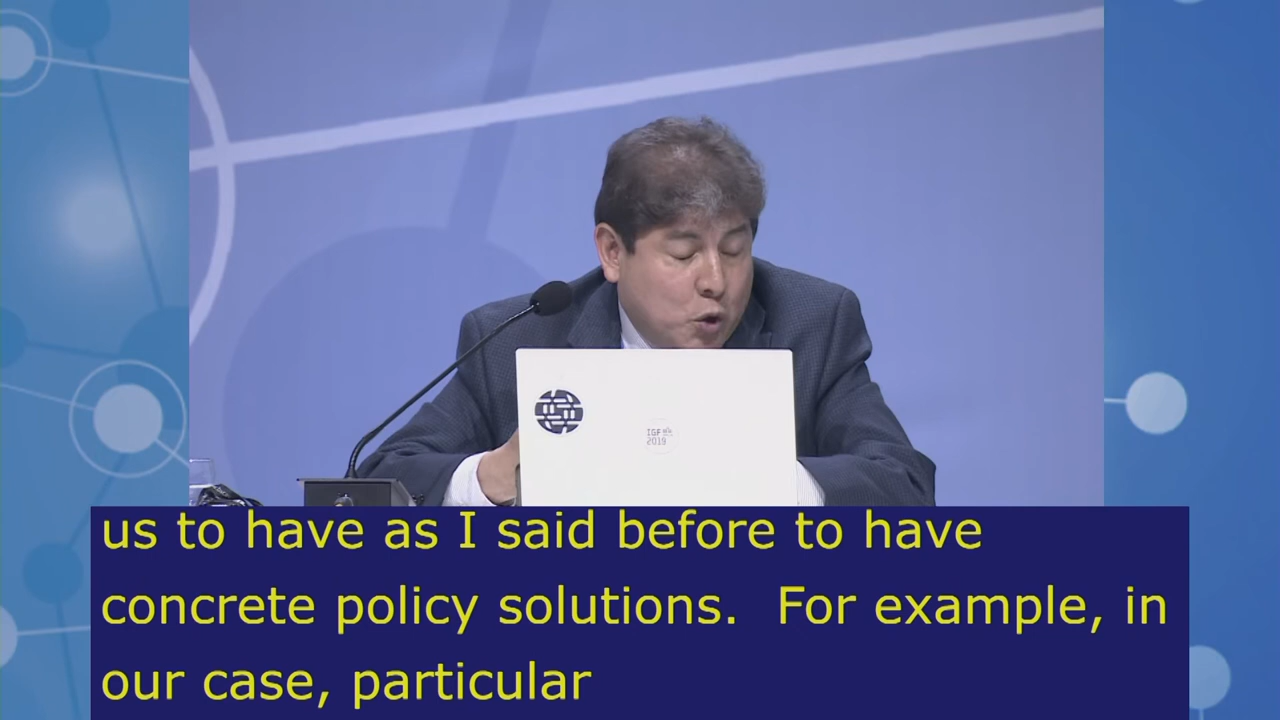 IGF
2019
us to have as I said before to have
concrete policy solutions.  For example, in
our case, particular